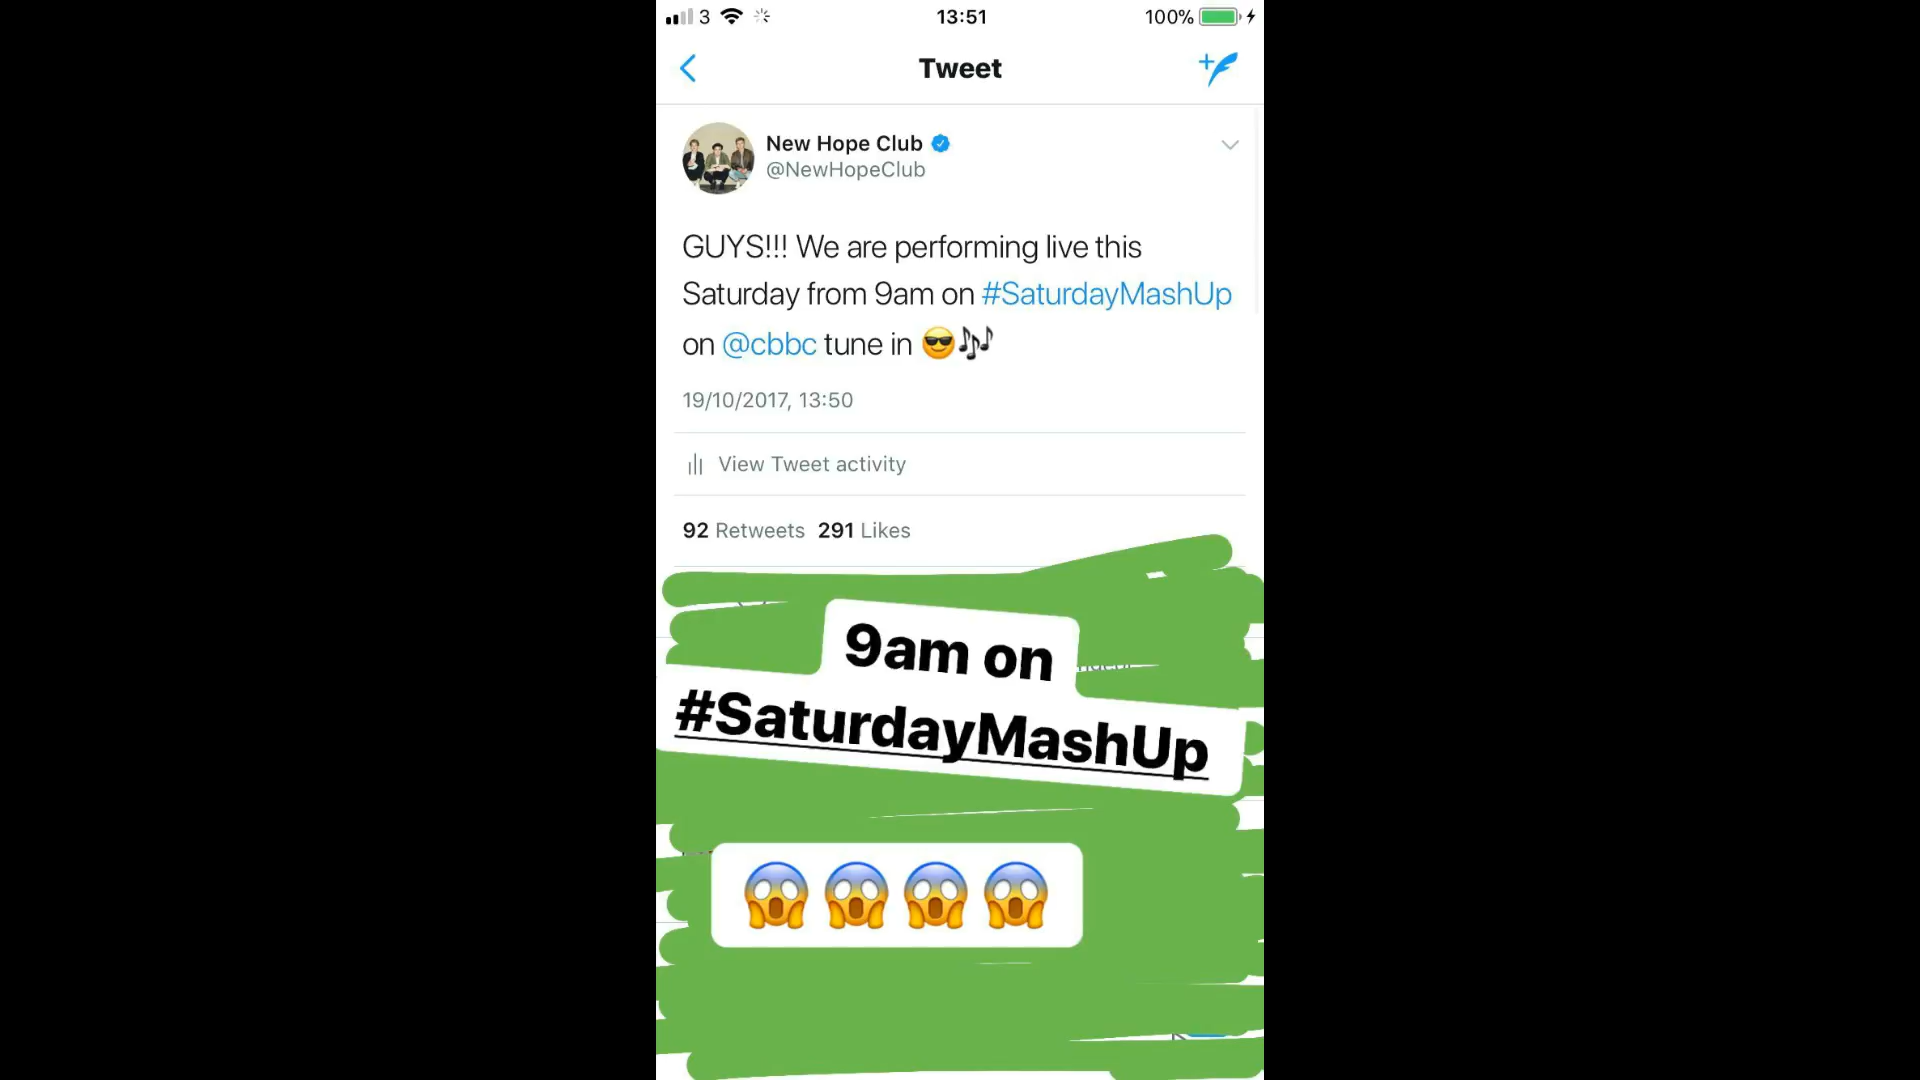 3 13:51 100%
Tweet
New Hope Club
@NewHopeClub
GUYS!!! We are performing live this
Saturday from 9am on #SaturdayMashUp
on @cbbc tune in 😎🎶
19/10/2017, 13:50
View Tweet activity
92 Retweets 291 Likes
9am on
#SaturdayMashUp
😱😱😱😱